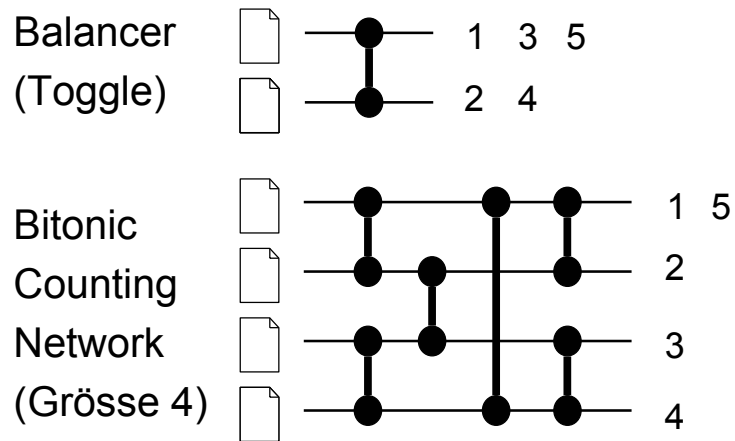 Balancer
(Toggle)
1 3 5
2 4
Bitonic
Counting
Network
(Grösse 4)
1 5
2
3
4